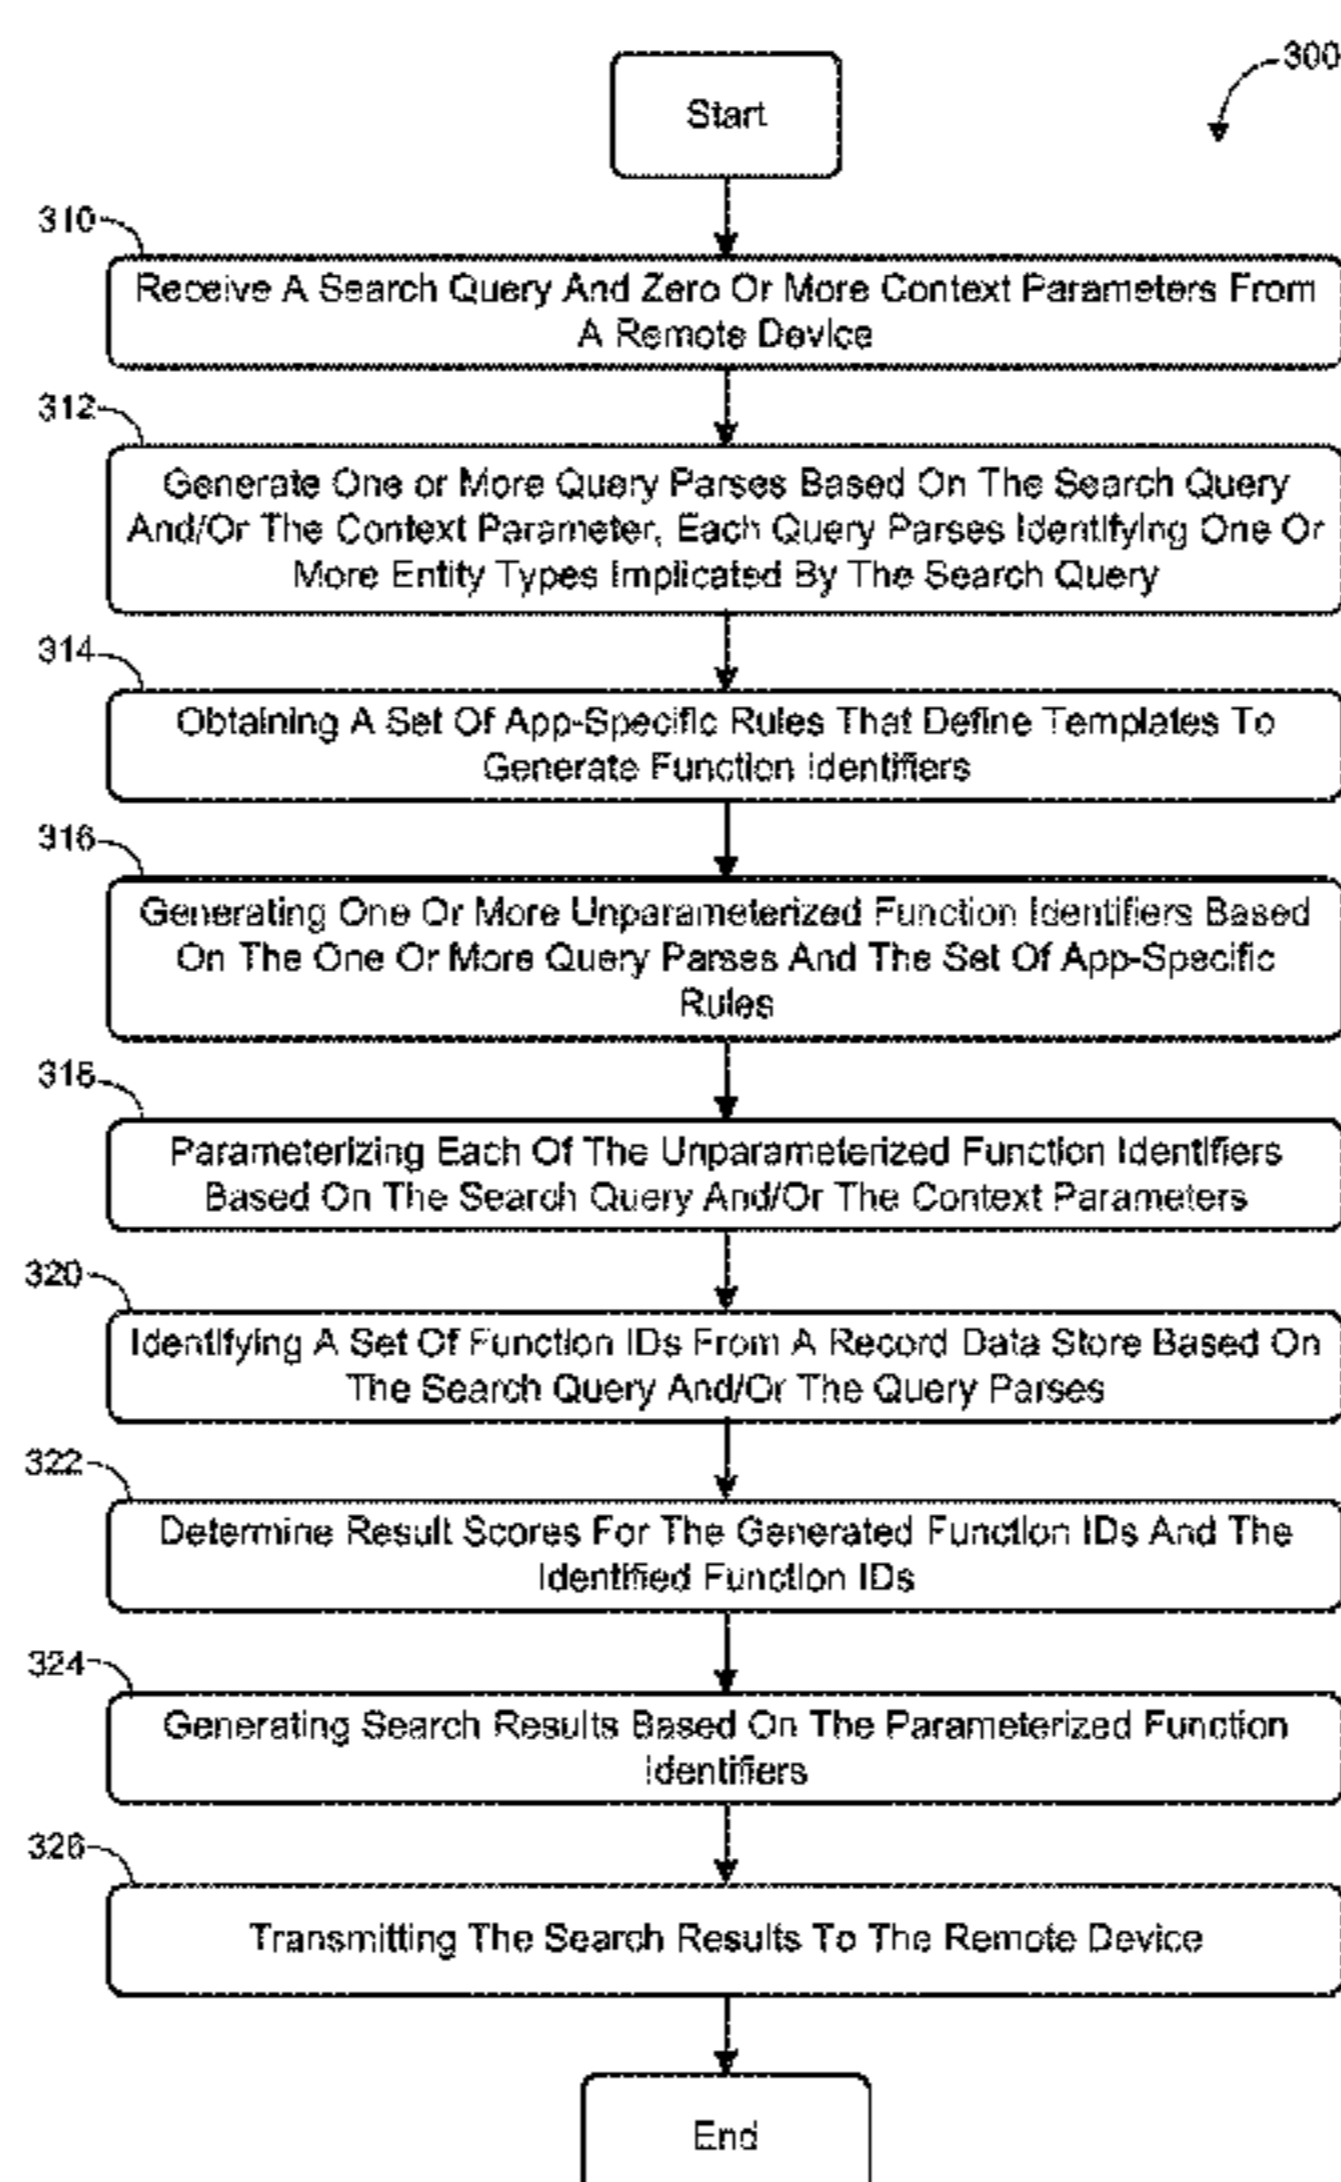 300
Start
310
Receive A Search Query And Zero Or More Context Parameters From
A Remote Device
312
Generate One or More Query Parses Based On The Search Query
And/Or The Context Parameter, Each Query Parses Identifying One Or
More Entity Types Implicated By The Search Query
314
Obtaining A Set Of App-Specific Rules That Define Templates To
Generate Function Identifiers
316
Generating One Or More Unparameterized Function Identifiers Based
On The One Or More Query Parses And The Set Of App-Specific
Rules
318
Parameterizing Each Of The Unparameterized Function Identifiers
Based On The Search Query And/Or The Context Parameters
320
Identifying A Set Of Function IDs From A Record Data Store Based On
The Search Query And/Or The Query Parses
322
Determine Result Scores For The Generated Function IDs And The
Identified Function IDs
324
Generating Search Results Based On The Parameterized Function
Identifiers
326
Transmitting The Search Results To The Remote Device
End